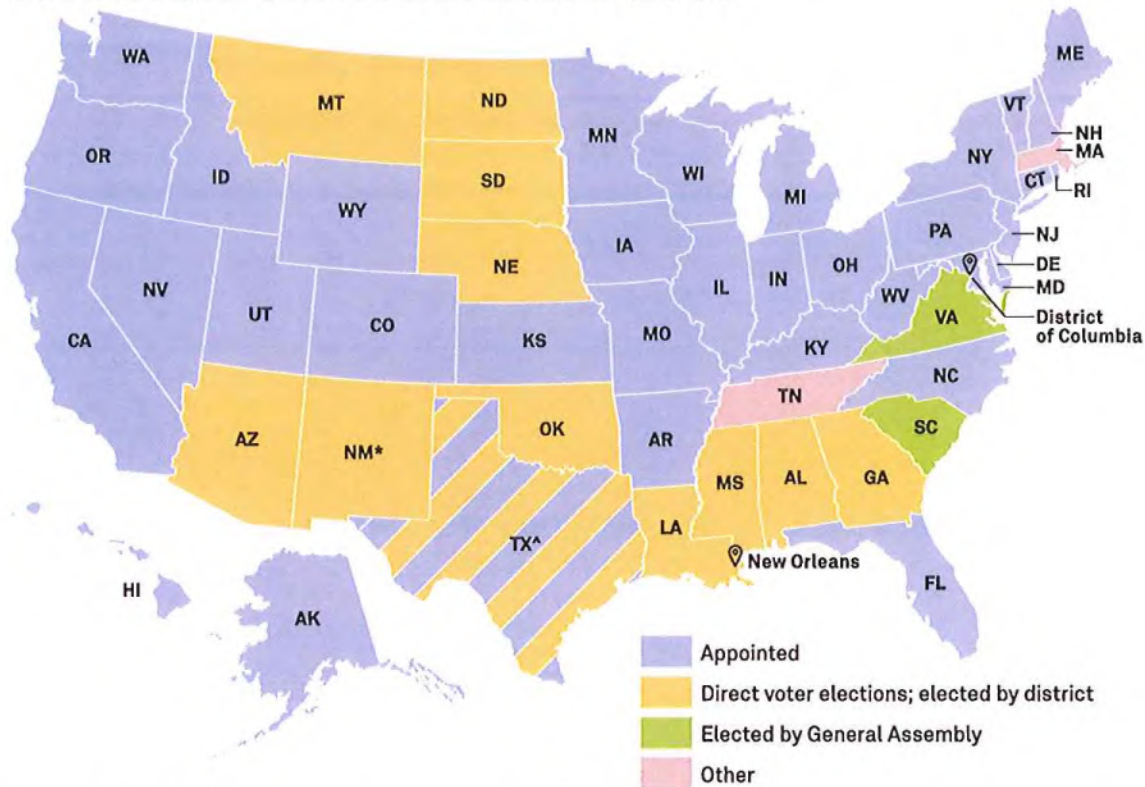 WA
MT
ND
MN
ME
VT
NH
MA
OR
ID
SD
WI
NY
CT
RI
WY
MI
IA
PA
NJ
NE
OH
DE
NV
UT
CO
IL
IN
WV
MD
CA
KS
MO
VA
District
of Columbia
KY
NC
TN
AZ
NM*
OK
AR
SC
MS
AL
GA
TX^
LA
New Orleans
FL
HI
AK
Appointed
Direct voter elections; elected by district
Elected by General Assembly
Other